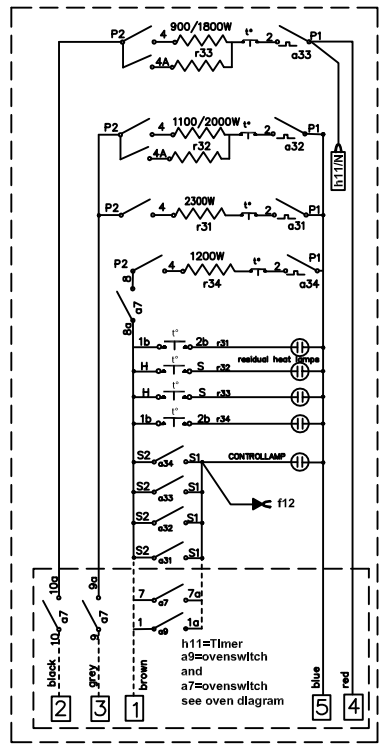 900/1800W
P2 4 t° 2 P1
r33 a33
4A
1100/2000W
P2 4 t° 2 P1
r32 a32
4A
h11/N
2300W
P2 4 t° 2 P1
r31 a31
1200W
P2 4 t° 2 P1
r34 a34
8
a7
8a
t°
1b 2b r31
residual heat lamps
t°
H S r32
t°
H S r33
t°
1b 2b r34
S2 S1 CONTROLLAMP
a34
S2 S1
a33
f12
S2 S1
a32
S2 S1
a31
10a 9a
7 7a
a7 a7 a7
1 1a
a9
10 9
h11=Timer
a9=ovenswitch
and
a7=ovenswitch
see oven diagram
black grey brown blue red
2 3 1 5 4